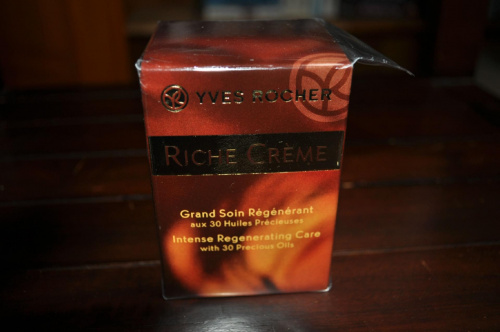 YVES ROCHER
RICHE CRÈME
Grand Soin Régénérant
aux 30 Huiles Précieuses
Intense Regenerating Care
with 30 Precious Oils